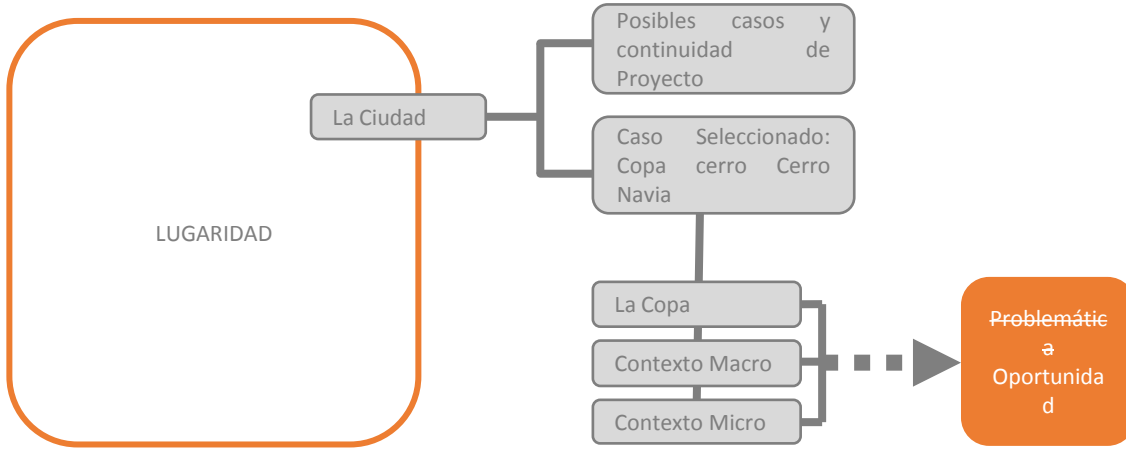 Posibles casos y
continuidad de
Proyecto
La Ciudad
Caso Seleccionado:
Copa cerro Cerro
Navia
LUGARIDAD
La Copa
Contexto Macro
Contexto Micro
Problemátic
a
Oportunida
d